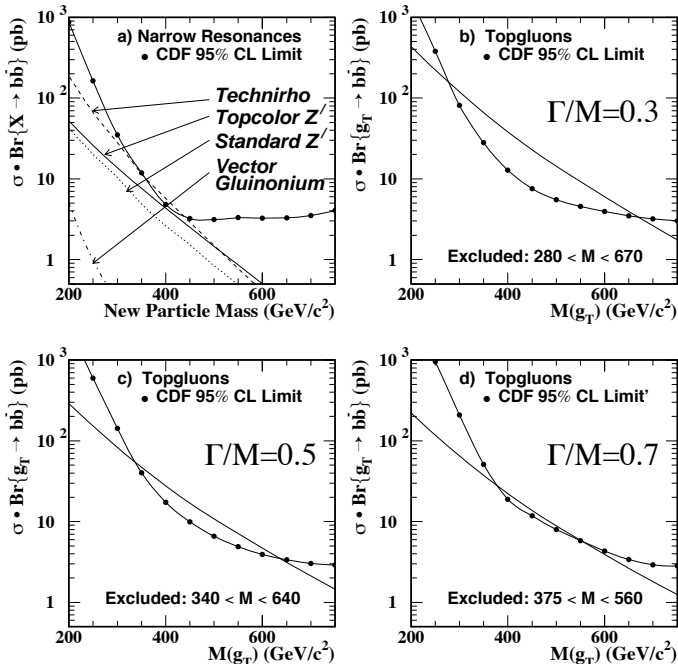 10³
10²
10
1
σ • Br{X → bb̄} (pb)
a) Narrow Resonances
• CDF 95% CL Limit
Technirho
Topcolor Z′
Standard Z′
Vector
Gluinonium
200 400 600
New Particle Mass (GeV/c²)
10³
10²
10
1
σ • Br{g_T → bb̄} (pb)
b) Topgluons
• CDF 95% CL Limit
Γ/M=0.3
Excluded: 280 < M < 670
200 400 600
M(g_T) (GeV/c²)
10³
10²
10
1
σ • Br{g_T → bb̄} (pb)
c) Topgluons
• CDF 95% CL Limit
Γ/M=0.5
Excluded: 340 < M < 640
200 400 600
M(g_T) (GeV/c²)
10³
10²
10
1
σ • Br{g_T → bb̄} (pb)
d) Topgluons
• CDF 95% CL Limit'
Γ/M=0.7
Excluded: 375 < M < 560
200 400 600
M(g_T) (GeV/c²)